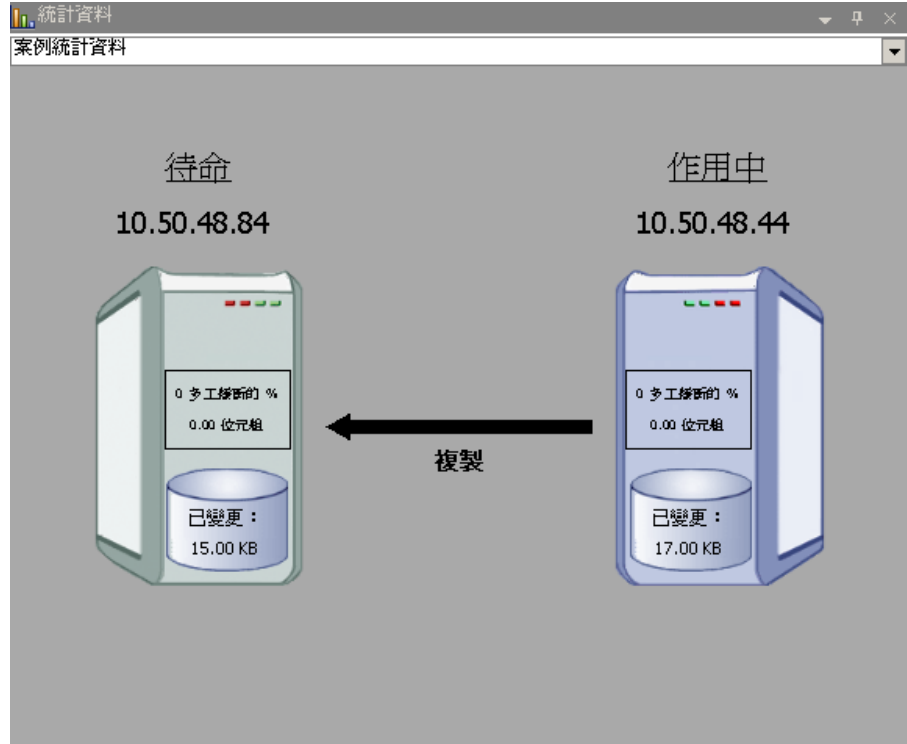 統計資料
案例統計資料
待命
10.50.48.84
0 多工緩衝的 %
0.00 位元組
已變更：
15.00 KB
複製
作用中
10.50.48.44
0 多工緩衝的 %
0.00 位元組
已變更：
17.00 KB